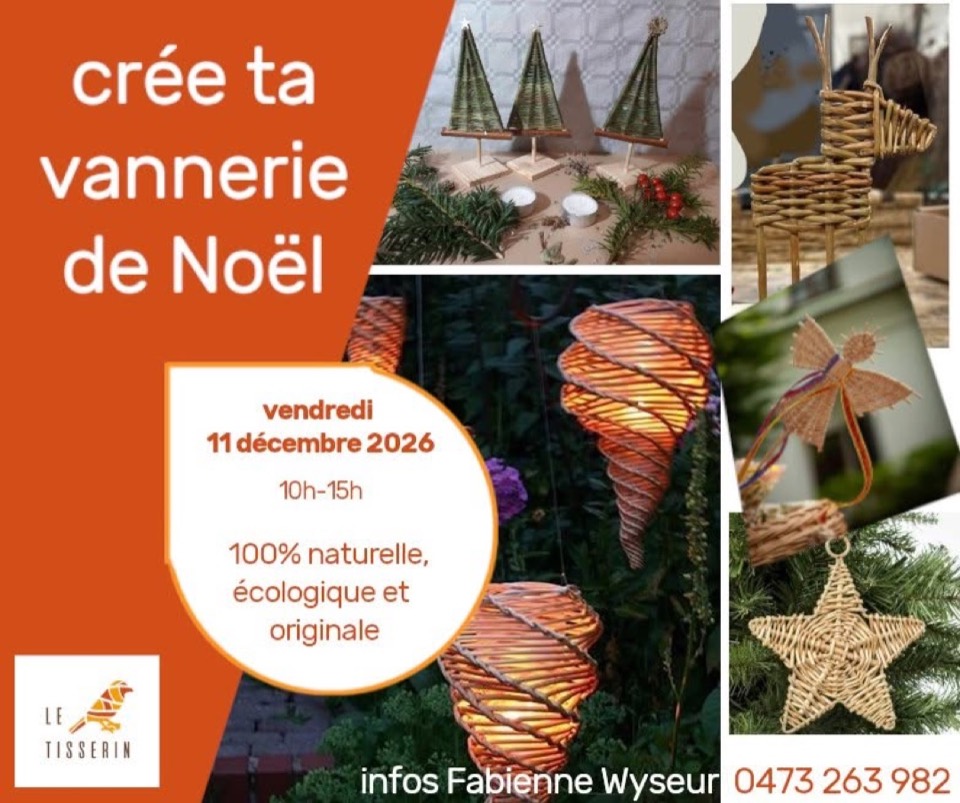 crée ta
vannerie
de Noël
vendredi
11 décembre 2026
10h-15h
100% naturelle,
écologique et
originale
LE
TISSERIN
infos Fabienne Wyseur 0473 263 982